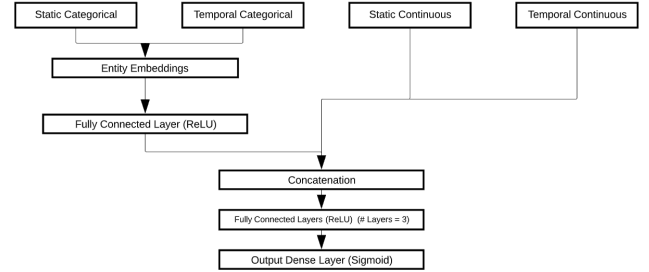 Static Categorical
Temporal Categorical
Static Continuous
Temporal Continuous
Entity Embeddings
Fully Connected Layer (ReLU)
Concatenation
Fully Connected Layers (ReLU) (# Layers = 3)
Output Dense Layer (Sigmoid)